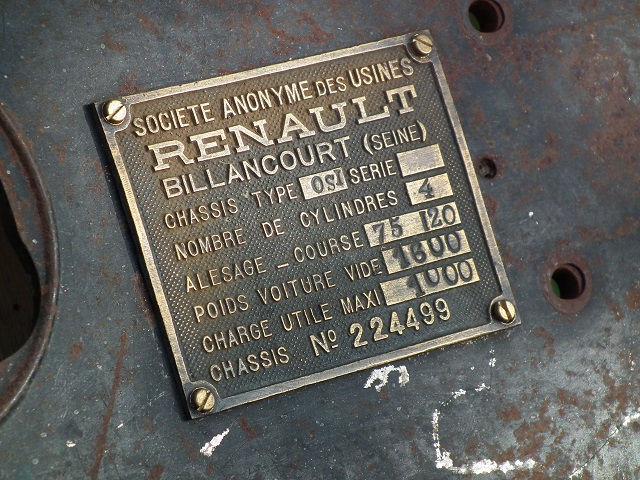 SOCIETE ANONYME DES USINES
RENAULT
BILLANCOURT (SEINE)
CHASSIS TYPE OSI SERIE
NOMBRE DE CYLINDRES 4
ALESAGE - COURSE 75 120
POIDS VOITURE VIDE 1600
CHARGE UTILE MAXI 1000
CHASSIS Nº 224499